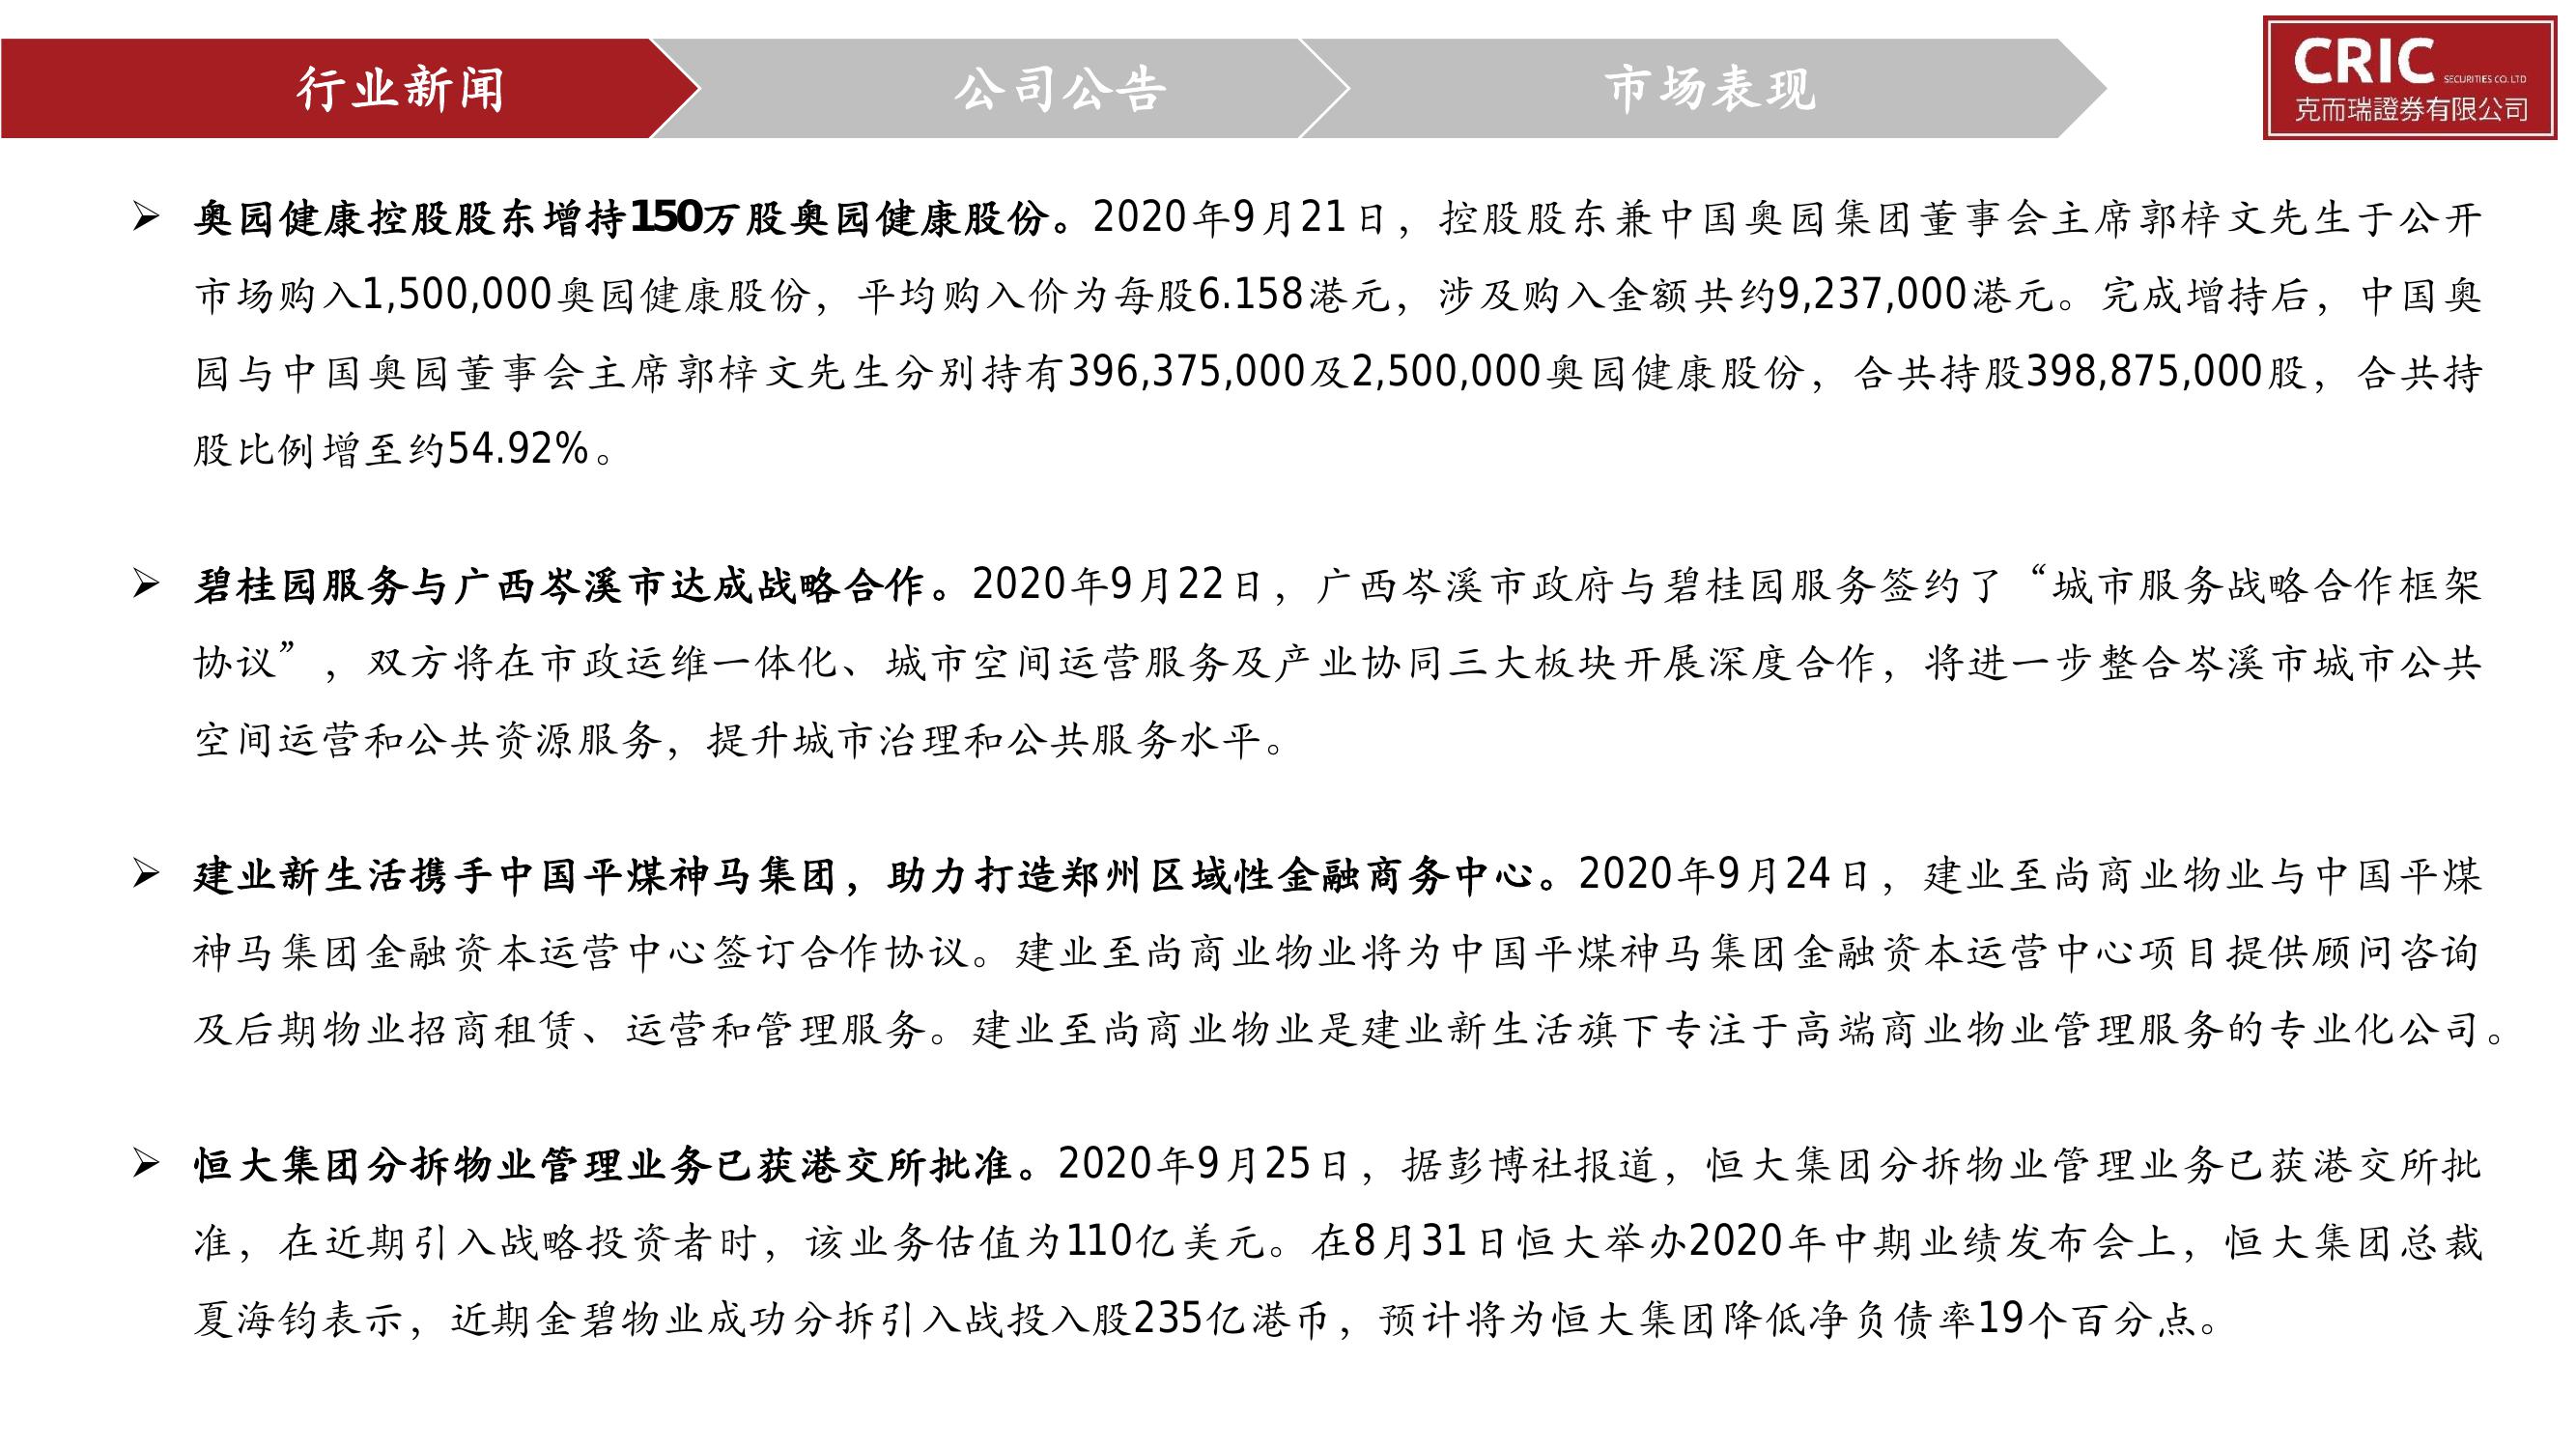 行业新闻
公司公告
市场表现
CRIC SECURITIES CO. LTD
克而瑞證券有限公司
➢ 奥园健康控股股东增持150万股奥园健康股份。2020年9月21日，控股股东兼中国奥园集团董事会主席郭梓文先生于公开
市场购入1,500,000奥园健康股份，平均购入价为每股6.158港元，涉及购入金额共约9,237,000港元。完成增持后，中国奥
园与中国奥园董事会主席郭梓文先生分别持有396,375,000及2,500,000奥园健康股份，合共持股398,875,000股，合共持
股比例增至约54.92%。
➢ 碧桂园服务与广西岑溪市达成战略合作。2020年9月22日，广西岑溪市政府与碧桂园服务签约了“城市服务战略合作框架
协议”，双方将在市政运维一体化、城市空间运营服务及产业协同三大板块开展深度合作，将进一步整合岑溪市城市公共
空间运营和公共资源服务，提升城市治理和公共服务水平。
➢ 建业新生活携手中国平煤神马集团，助力打造郑州区域性金融商务中心。2020年9月24日，建业至尚商业物业与中国平煤
神马集团金融资本运营中心签订合作协议。建业至尚商业物业将为中国平煤神马集团金融资本运营中心项目提供顾问咨询
及后期物业招商租赁、运营和管理服务。建业至尚商业物业是建业新生活旗下专注于高端商业物业管理服务的专业化公司。
➢ 恒大集团分拆物业管理业务已获港交所批准。2020年9月25日，据彭博社报道，恒大集团分拆物业管理业务已获港交所批
准，在近期引入战略投资者时，该业务估值为110亿美元。在8月31日恒大举办2020年中期业绩发布会上，恒大集团总裁
夏海钧表示，近期金碧物业成功分拆引入战投入股235亿港币，预计将为恒大集团降低净负债率19个百分点。